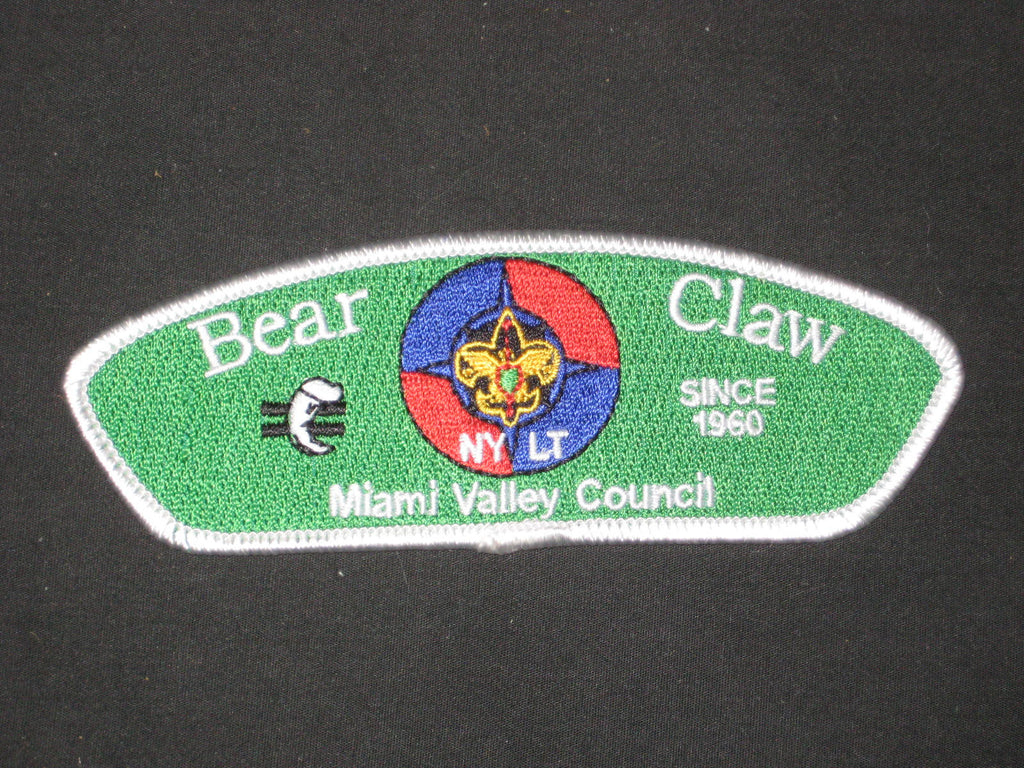 Bear Claw
SINCE
1960
NY LT
Miami Valley Council